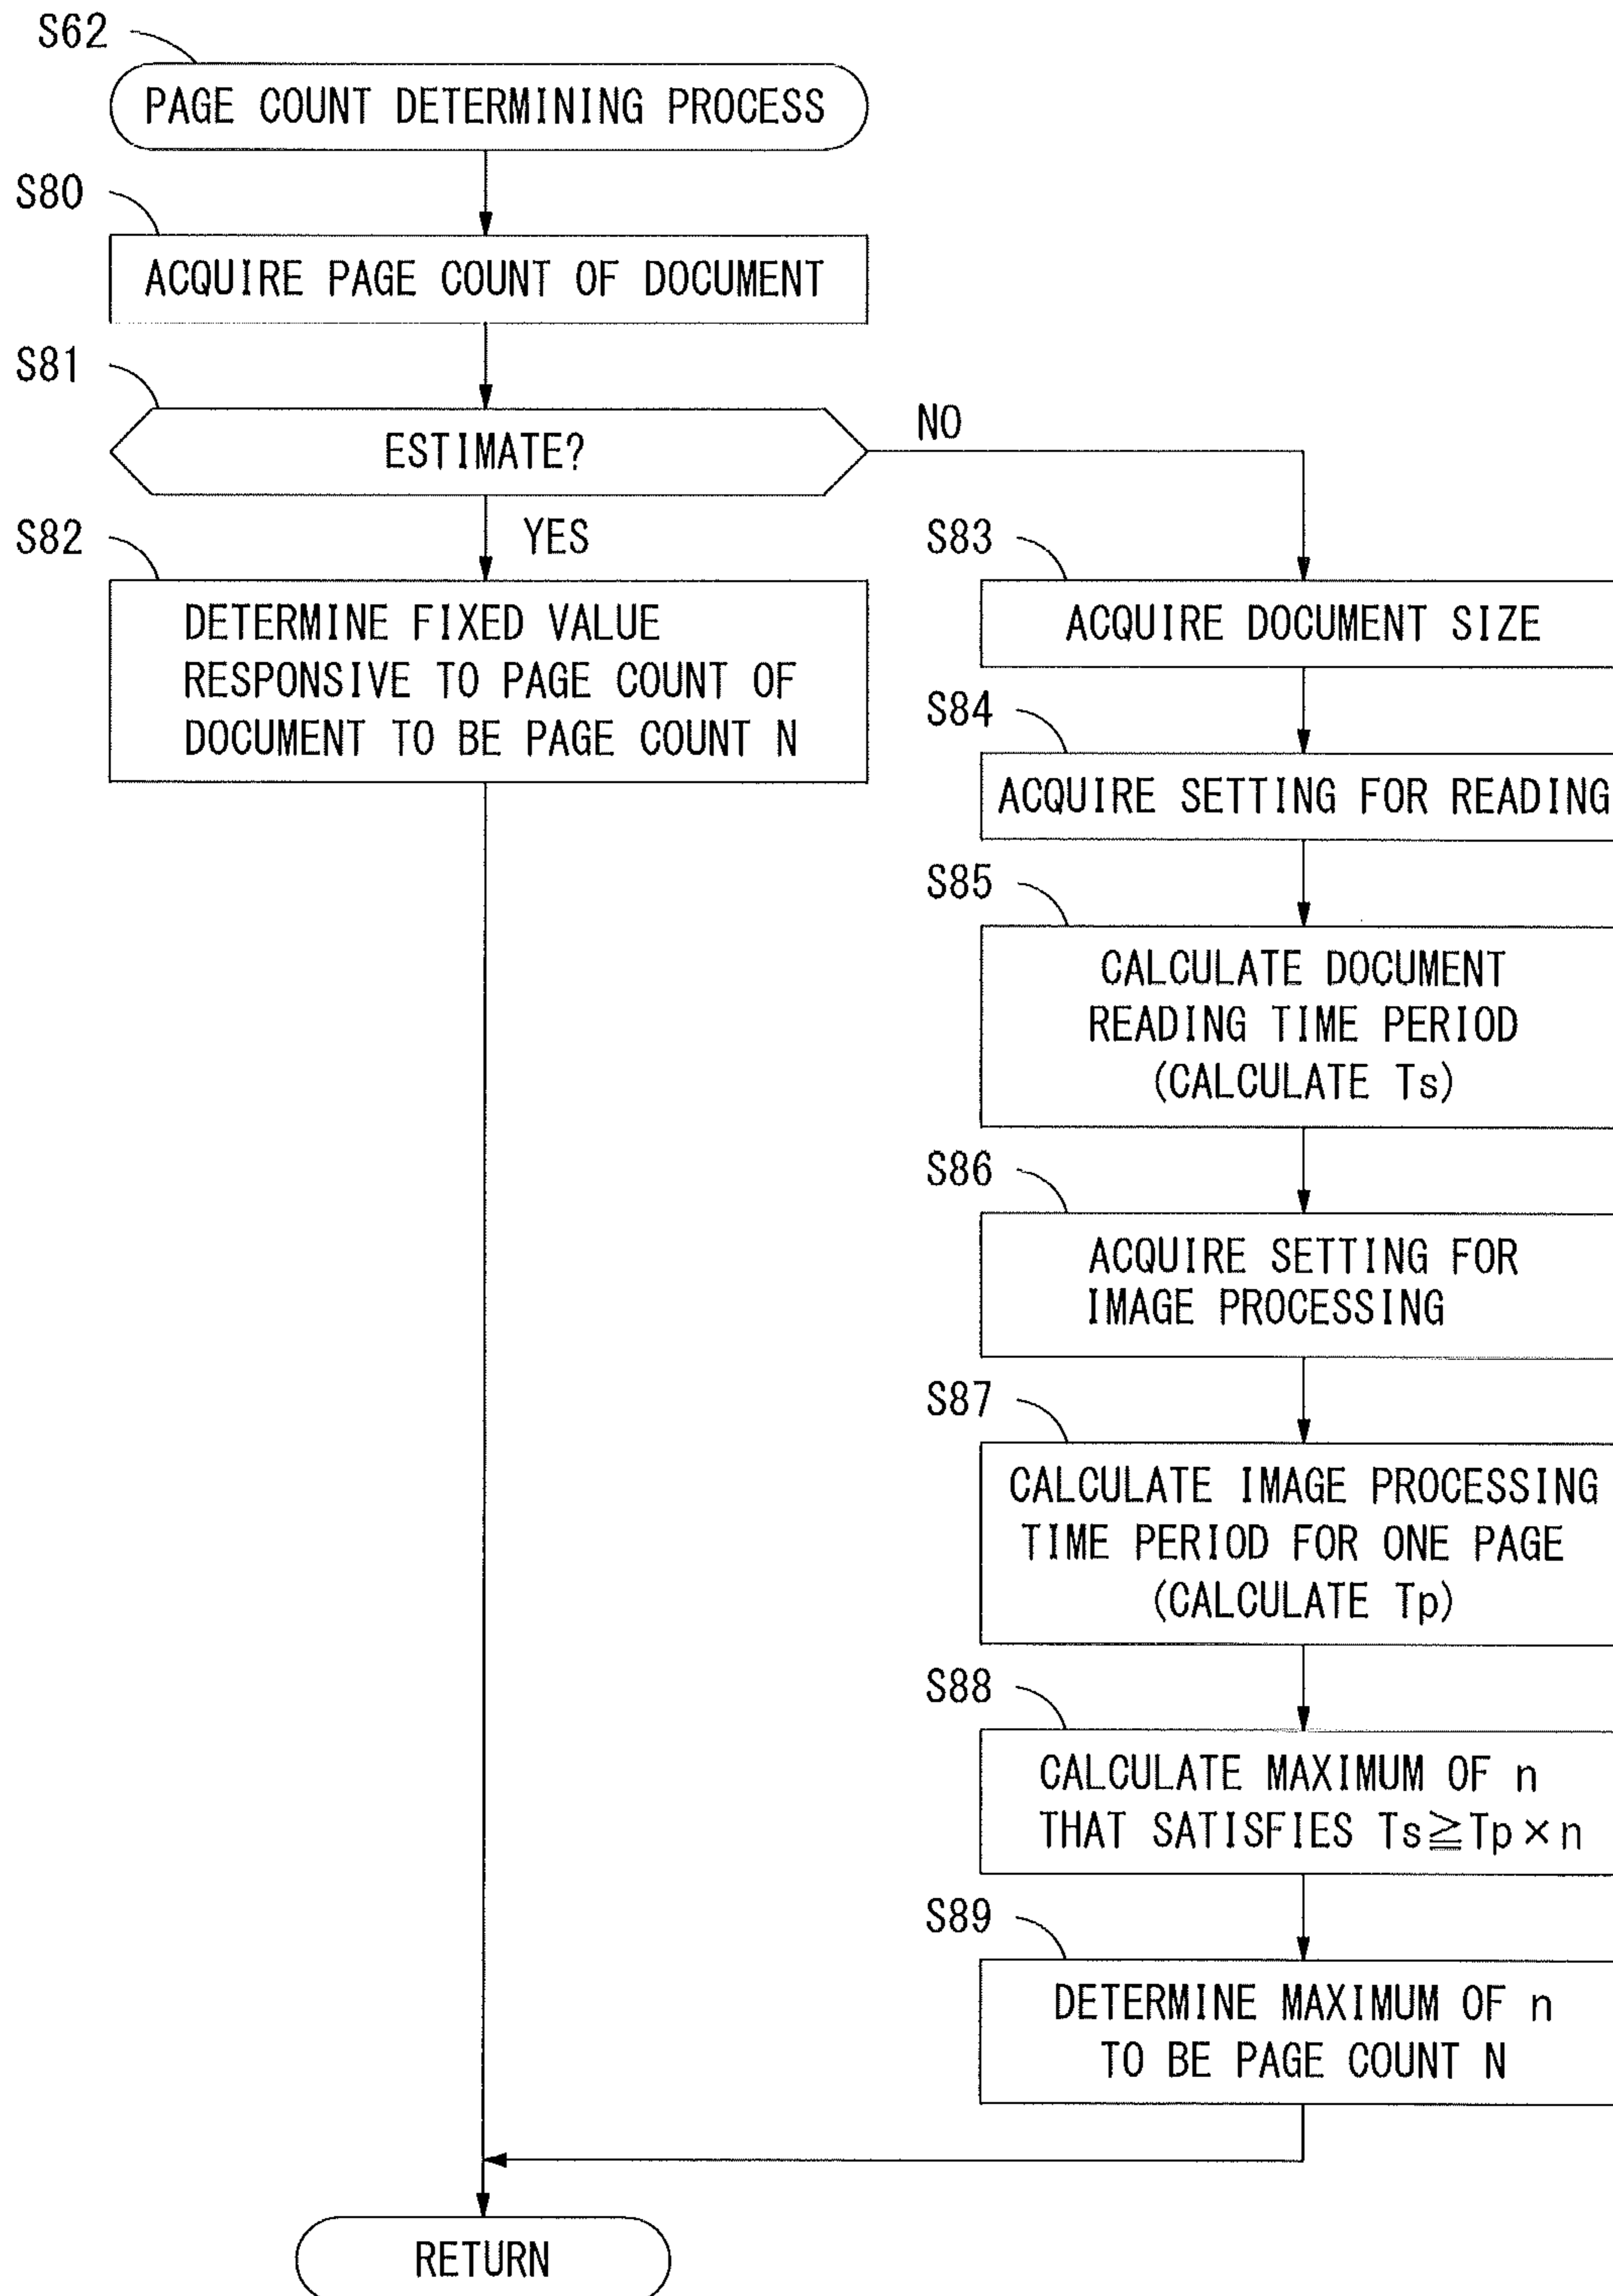 S62
PAGE COUNT DETERMINING PROCESS
S80
ACQUIRE PAGE COUNT OF DOCUMENT
S81
ESTIMATE?
NO
YES
S82
DETERMINE FIXED VALUE
RESPONSIVE TO PAGE COUNT OF
DOCUMENT TO BE PAGE COUNT N
S83
ACQUIRE DOCUMENT SIZE
S84
ACQUIRE SETTING FOR READING
S85
CALCULATE DOCUMENT
READING TIME PERIOD
(CALCULATE Ts)
S86
ACQUIRE SETTING FOR
IMAGE PROCESSING
S87
CALCULATE IMAGE PROCESSING
TIME PERIOD FOR ONE PAGE
(CALCULATE Tp)
S88
CALCULATE MAXIMUM OF n
THAT SATISFIES Ts≧Tp×n
S89
DETERMINE MAXIMUM OF n
TO BE PAGE COUNT N
RETURN